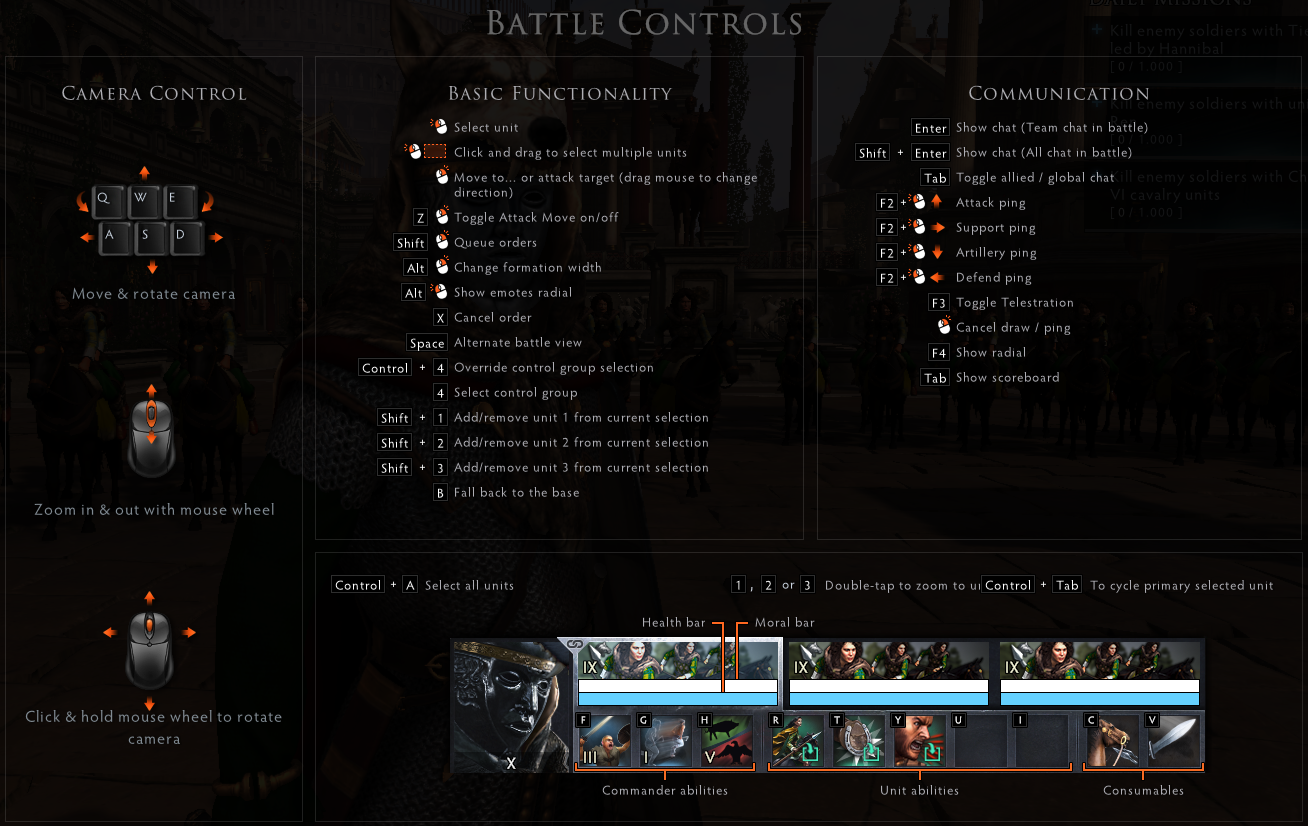 BATTLE CONTROLS
DAILY MISSIONS
Kill enemy soldiers with
led by Hannibal
[ 0 / 1,000 ]
CAMERA CONTROL
Q W E
A S D
Move & rotate camera
Zoom in & out with mouse wheel
Click & hold mouse wheel to rotate
camera
BASIC FUNCTIONALITY
Select unit
Click and drag to select multiple units
Move to... or attack target (drag mouse to change
direction)
Z Toggle Attack Move on/off
Shift Queue orders
Alt Change formation width
Alt Show emotes radial
X Cancel order
Space Alternate battle view
Control + 4 Override control group selection
4 Select control group
Shift + 1 Add/remove unit 1 from current selection
Shift + 2 Add/remove unit 2 from current selection
Shift + 3 Add/remove unit 3 from current selection
B Fall back to the base
COMMUNICATION
Kill enemy soldiers with
Enter Show chat (Team chat in battle)
Shift + Enter Show chat (All chat in battle)
Tab Toggle allied / global chat
Kill enemy soldiers with
VI cavalry units
[ 0 / 1,000 ]
F2 + Attack ping
F2 + Support ping
F2 + Artillery ping
F2 + Defend ping
F3 Toggle Telestration
Cancel draw / ping
F4 Show radial
Tab Show scoreboard
Control + A Select all units
1 , 2 or 3 Double-tap to zoom to
Control + Tab To cycle primary selected unit
Health bar Moral bar
IX IX IX
F G H R T Y U I C V
X III I V
Commander abilities Unit abilities Consumables